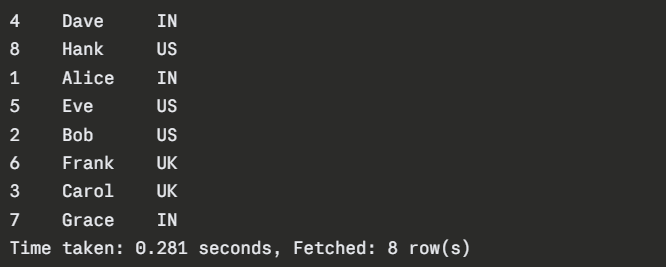 4    Dave     IN
8    Hank     US
1    Alice    IN
5    Eve      US
2    Bob      US
6    Frank    UK
3    Carol    UK
7    Grace    IN
Time taken: 0.281 seconds, Fetched: 8 row(s)